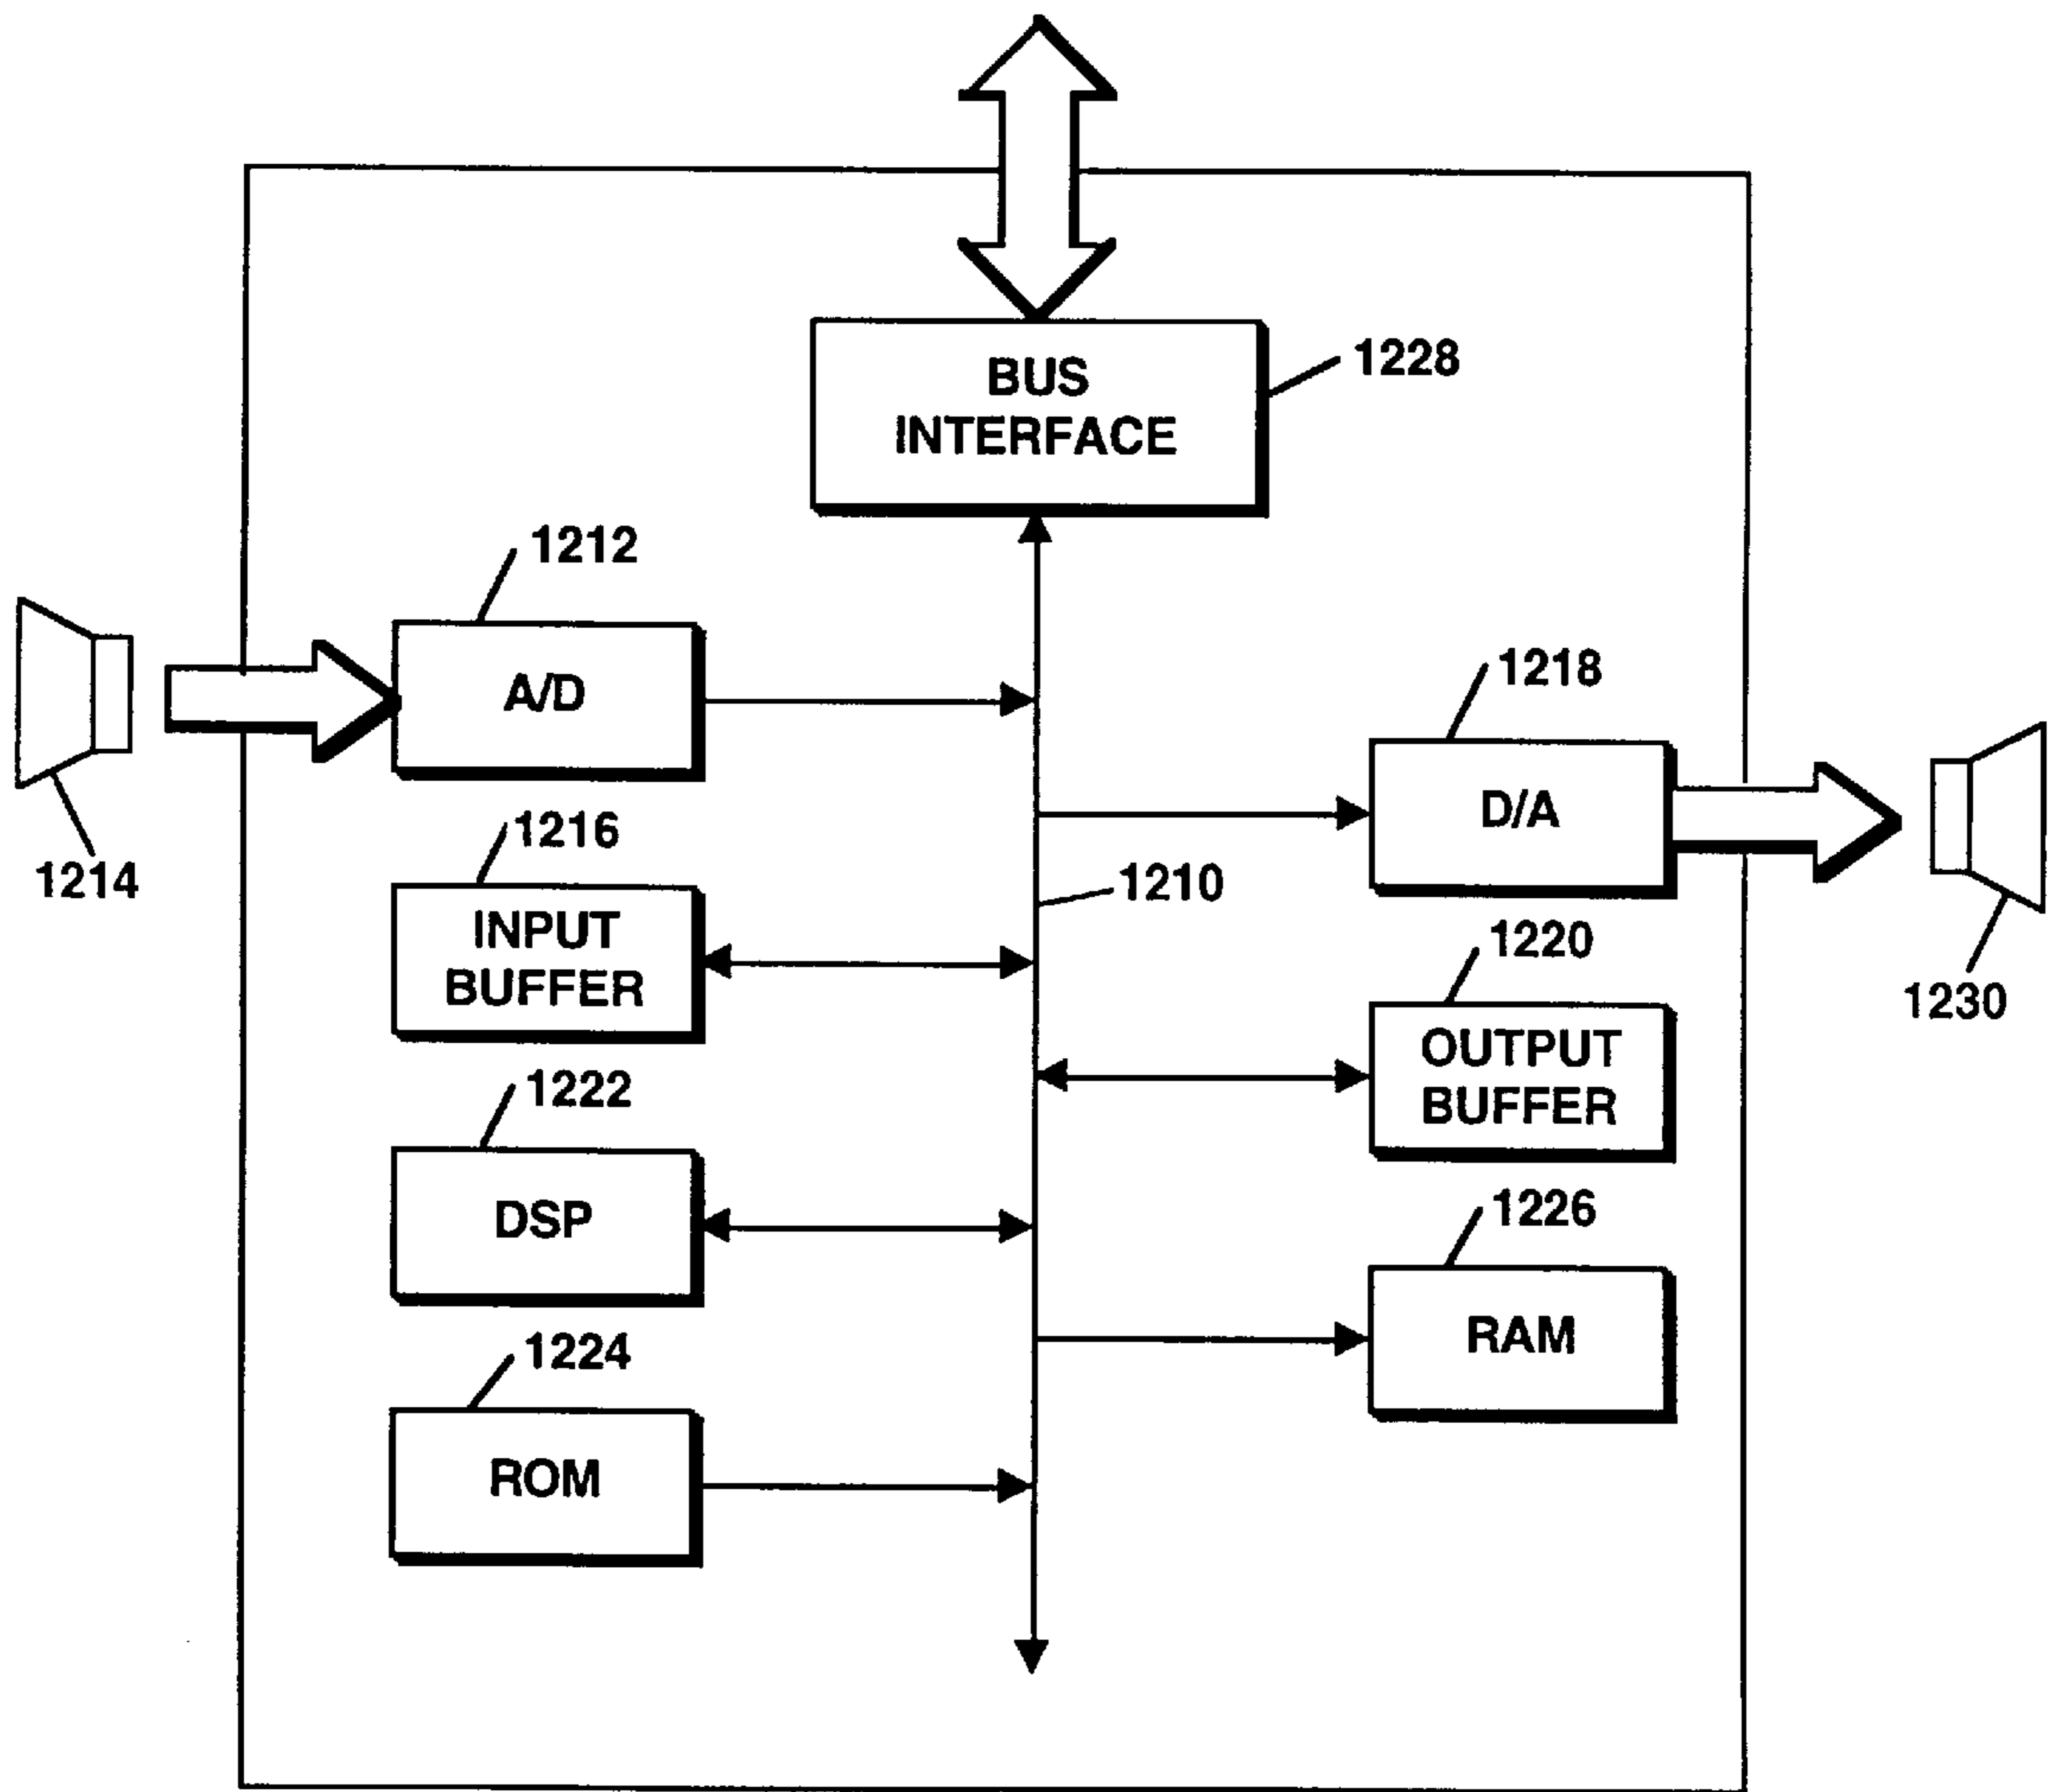 1228
BUS
INTERFACE
1212
A/D
1218
D/A
1214
1216
INPUT
BUFFER
1210
1220
OUTPUT
BUFFER
1230
1222
DSP
1226
RAM
1224
ROM